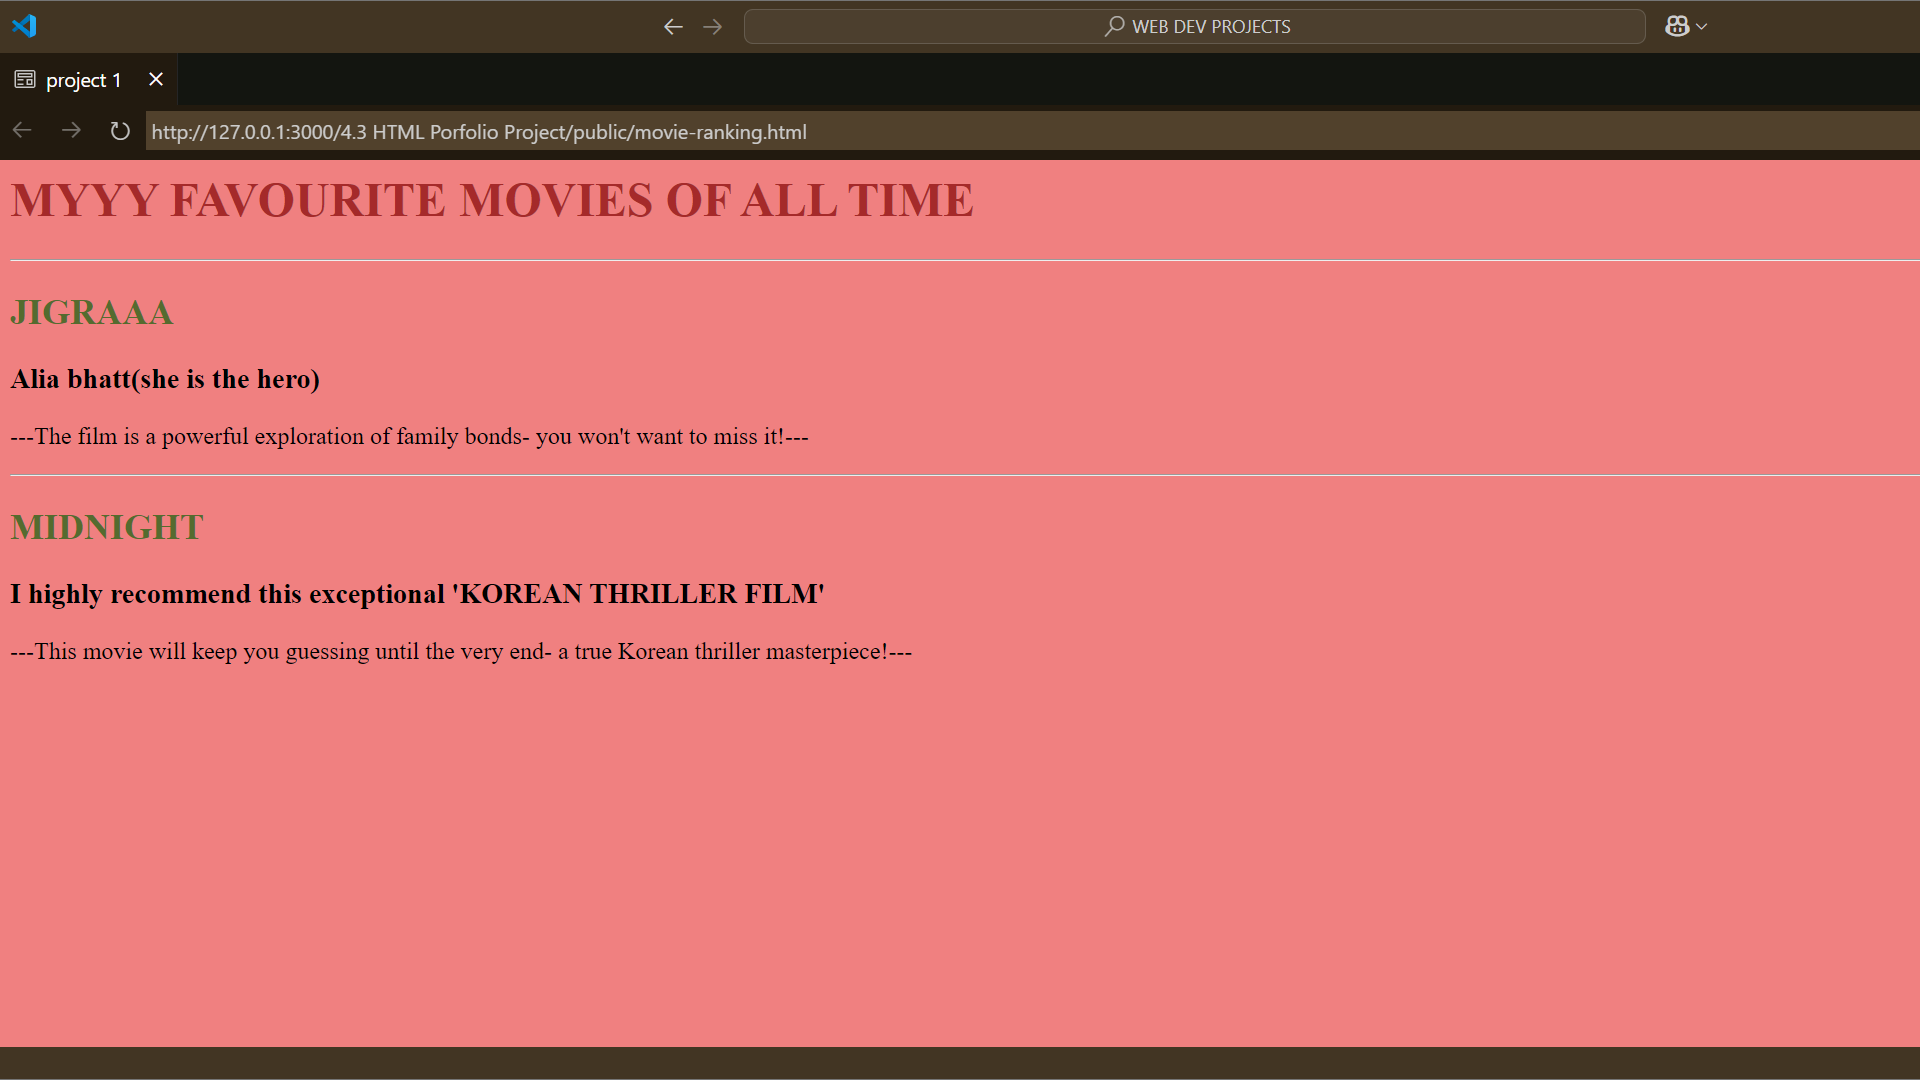 WEB DEV PROJECTS
project 1
http://127.0.0.1:3000/4.3 HTML Porfolio Project/public/movie-ranking.html
MYYY FAVOURITE MOVIES OF ALL TIME
JIGRAAA
Alia bhatt(she is the hero)
---The film is a powerful exploration of family bonds- you won't want to miss it!---
MIDNIGHT
I highly recommend this exceptional 'KOREAN THRILLER FILM'
---This movie will keep you guessing until the very end- a true Korean thriller masterpiece!---